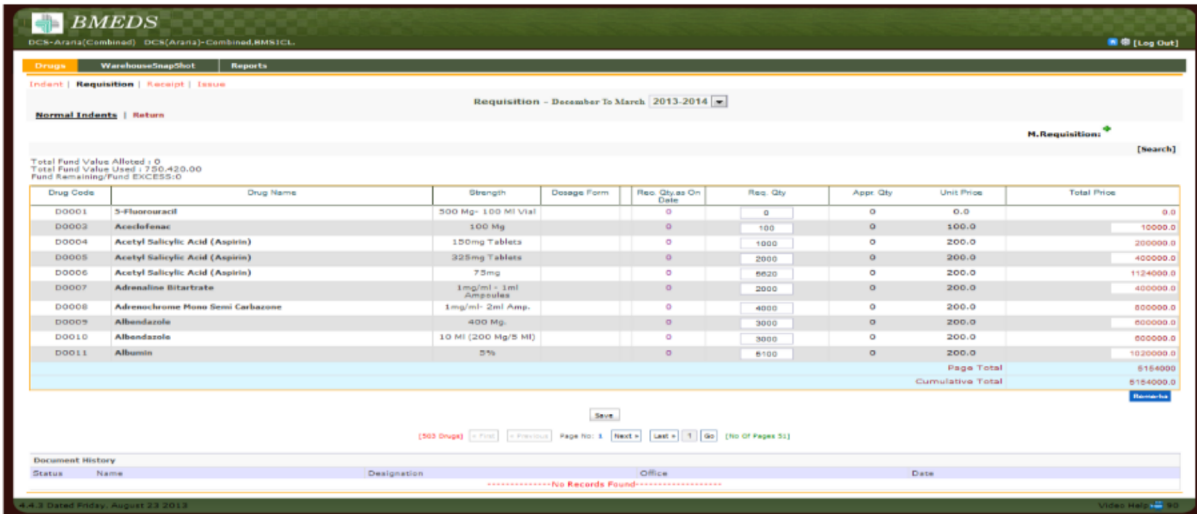 BMEDS
DCS-Arana(Combined) DCS(Arana)-Combined,BMSICL.
[Log Out]
Drugs WarehouseSnapShot Reports
Indent | Requisition | Receipt | Issue
Requisition - December To March 2013-2014
Normal Indents | Return
M.Requisition:
[Search]
Total Fund Value Alloted : 0
Total Fund Value Used : 750,420.00
Fund Remaining/Fund EXCESS:0
Drug Code Drug Name Strength Dosage Form Req. Qty.as On Date Req. Qty Appr. Qty Unit Price Total Price
D0001 5-Fluorouracil 500 Mg- 100 Ml Vial 0 0 0 0.0 0.0
D0003 Aceclofenac 100 Mg 0 100 0 100.0 10000.0
D0004 Acetyl Salicylic Acid (Aspirin) 150mg Tablets 0 1000 0 200.0 200000.0
D0005 Acetyl Salicylic Acid (Aspirin) 325mg Tablets 0 2000 0 200.0 400000.0
D0006 Acetyl Salicylic Acid (Aspirin) 75mg 0 5620 0 200.0 1124000.0
D0007 Adrenaline Bitartrate 1mg/ml - 1ml Ampoules 0 2000 0 200.0 400000.0
D0008 Adrenochrome Mono Semi Carbazone 1mg/ml- 2ml Amp. 0 4000 0 200.0 800000.0
D0009 Albendazole 400 Mg. 0 3000 0 200.0 600000.0
D0010 Albendazole 10 Ml (200 Mg/5 Ml) 0 3000 0 200.0 600000.0
D0011 Albumin 5% 0 5100 0 200.0 1020000.0
Page Total 5154000
Cumulative Total 5154000.0
Remarks
Save
[503 Drugs] « First « Previous Page No: 1 Next » Last » 1 Go [No Of Pages 51]
Document History
Status Name Designation Office Date
--------------No Records Found-------------------
4.4.3 Dated Friday, August 23 2013
Video Help 90